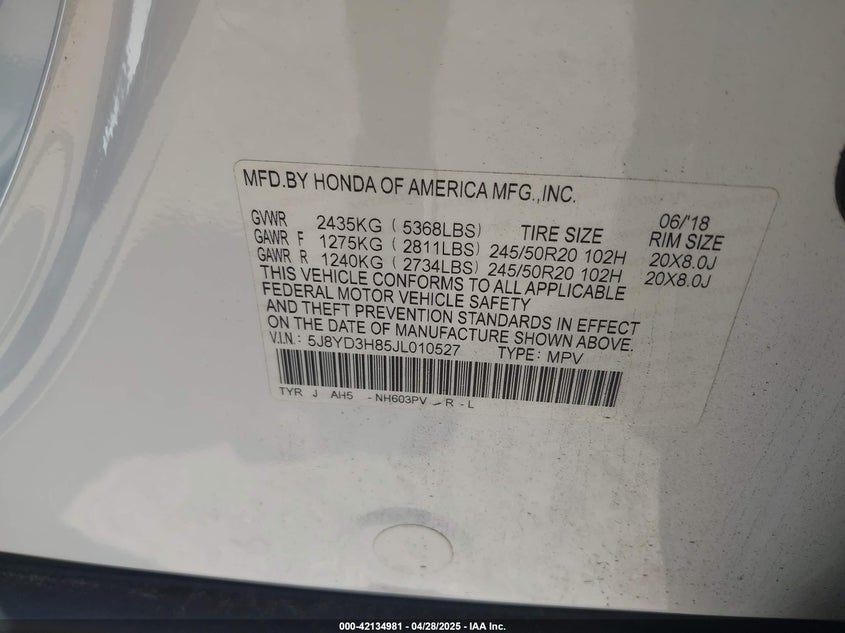 MFD.BY HONDA OF AMERICA MFG.,INC.
06/'18
GVWR 2435KG ( 5368LBS) TIRE SIZE RIM SIZE
GAWR F 1275KG ( 2811LBS) 245/50R20 102H 20X8.0J
GAWR R 1240KG ( 2734LBS) 245/50R20 102H 20X8.0J
THIS VEHICLE CONFORMS TO ALL APPLICABLE
FEDERAL MOTOR VEHICLE SAFETY
AND THEFT PREVENTION STANDARDS IN EFFECT
ON THE DATE OF MANUFACTURE SHOWN ABOVE.
V.I.N.: 5J8YD3H85JL010527 TYPE: MPV
TYR J AH5 - NH603PV - R - L
000-42134981 - 04/28/2025 - IAA Inc.